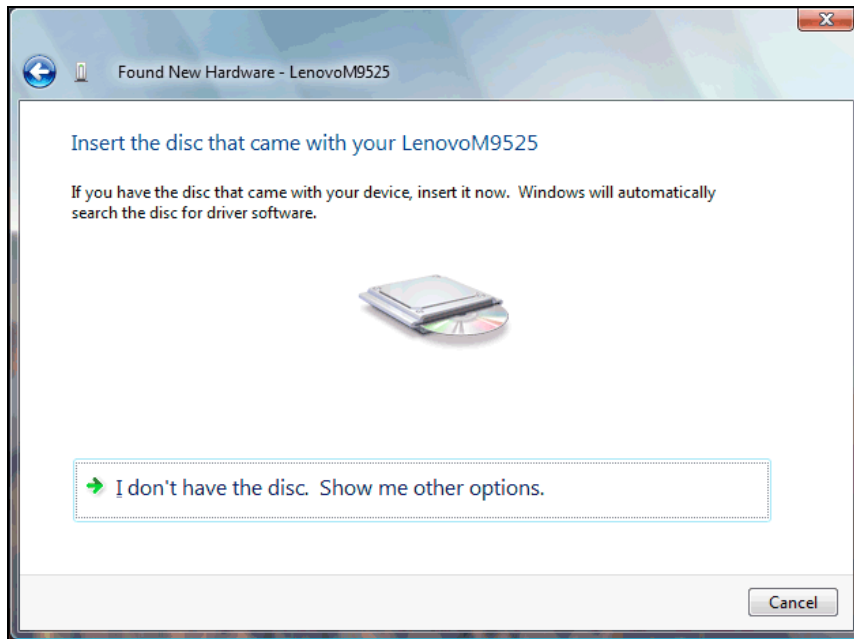 Found New Hardware - LenovoM9525
Insert the disc that came with your LenovoM9525
If you have the disc that came with your device, insert it now.  Windows will automatically
search the disc for driver software.
I don't have the disc.  Show me other options.
Cancel